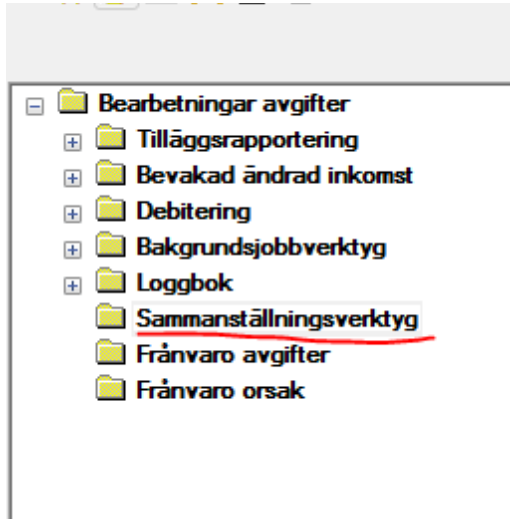 Bearbetningar avgifter
Tilläggsrapportering
Bevakad ändrad inkomst
Debitering
Bakgrundsjobbverktyg
Loggbok
Sammanställningsverktyg
Frånvaro avgifter
Frånvaro orsak